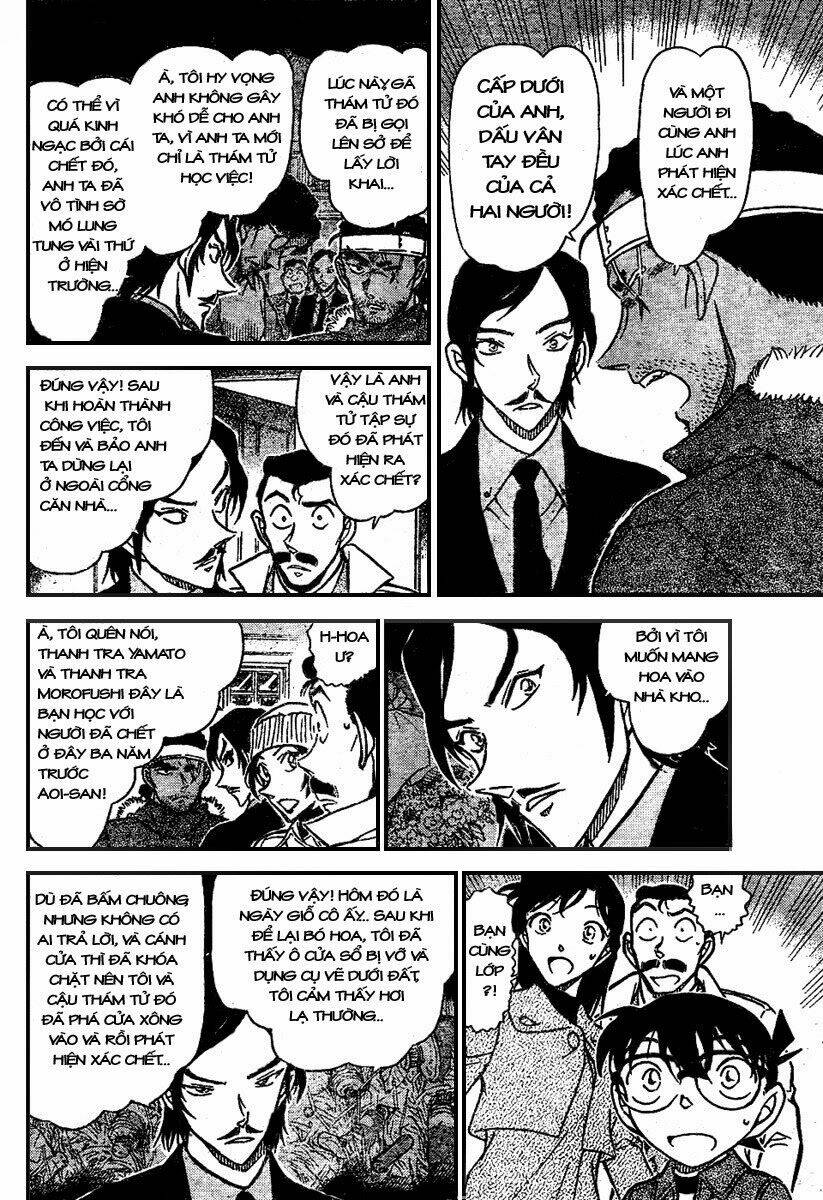 VÀ MỘT
NGƯỜI ĐI
CÙNG ANH
LÚC ANH
PHÁT HIỆN
XÁC CHẾT...
CẤP DƯỚI
CỦA ANH,
DẤU VÂN
TAY ĐỀU
CỦA CẢ
HAI NGƯỜI!
LÚC NÀY, GÃ
THÁM TỬ ĐÓ
ĐÃ BỊ GỌI
LÊN SỞ ĐỂ
LẤY LỜI
KHAI...
À, TÔI HY VỌNG
ANH KHÔNG GÂY
KHÓ DỄ CHO ANH
TA, VÌ ANH TA MỚI
CHỈ LÀ THÁM TỬ
HỌC VIỆC!
CÓ THỂ VÌ
QUÁ KINH
NGẠC BỞI CÁI
CHẾT ĐÓ,
ANH TA ĐÃ
VÔ TÌNH SỜ
MÓ LUNG
TUNG VÀI THỨ
Ở HIỆN
TRƯỜNG...
VẬY LÀ ANH
VÀ CẬU THÁM
TỬ TẬP SỰ
ĐÓ ĐÃ PHÁT
HIỆN RA
XÁC CHẾT?
ĐÚNG VẬY! SAU
KHI HOÀN THÀNH
CÔNG VIỆC, TÔI
ĐẾN VÀ BẢO ANH
TA DỪNG LẠI
Ở NGOÀI CỔNG
CĂN NHÀ...
BỞI VÌ TÔI
MUỐN MANG
HOA VÀO
NHÀ KHO...
H-HOA
Ư?
À, TÔI QUÊN NÓI,
THANH TRA YAMATO
VÀ THANH TRA
MOROFUSHI ĐÂY LÀ
BẠN HỌC VỚI
NGƯỜI ĐÃ CHẾT
Ở ĐÂY BA NĂM
TRƯỚC
AOI-SAN!
BẠN
...
BẠN
CÙNG
LỚP
?!
ĐÚNG VẬY! HÔM ĐÓ LÀ
NGÀY GIỖ CÔ ẤY... SAU KHI
ĐỂ LẠI BÓ HOA, TÔI ĐÃ
THẤY Ô CỬA SỔ BỊ VỠ VÀ
DỤNG CỤ VẼ DƯỚI ĐẤT,
TÔI CẢM THẤY HƠI
LẠ THƯỜNG...
DÙ ĐÃ BẤM CHUÔNG,
NHƯNG KHÔNG CÓ
AI TRẢ LỜI, VÀ CÁNH
CỬA THÌ ĐÃ KHÓA
CHẶT NÊN TÔI VÀ
CẬU THÁM TỬ ĐÓ
ĐÃ PHÁ CỬA XÔNG
VÀO VÀ RỒI PHÁT
HIỆN XÁC CHẾT...